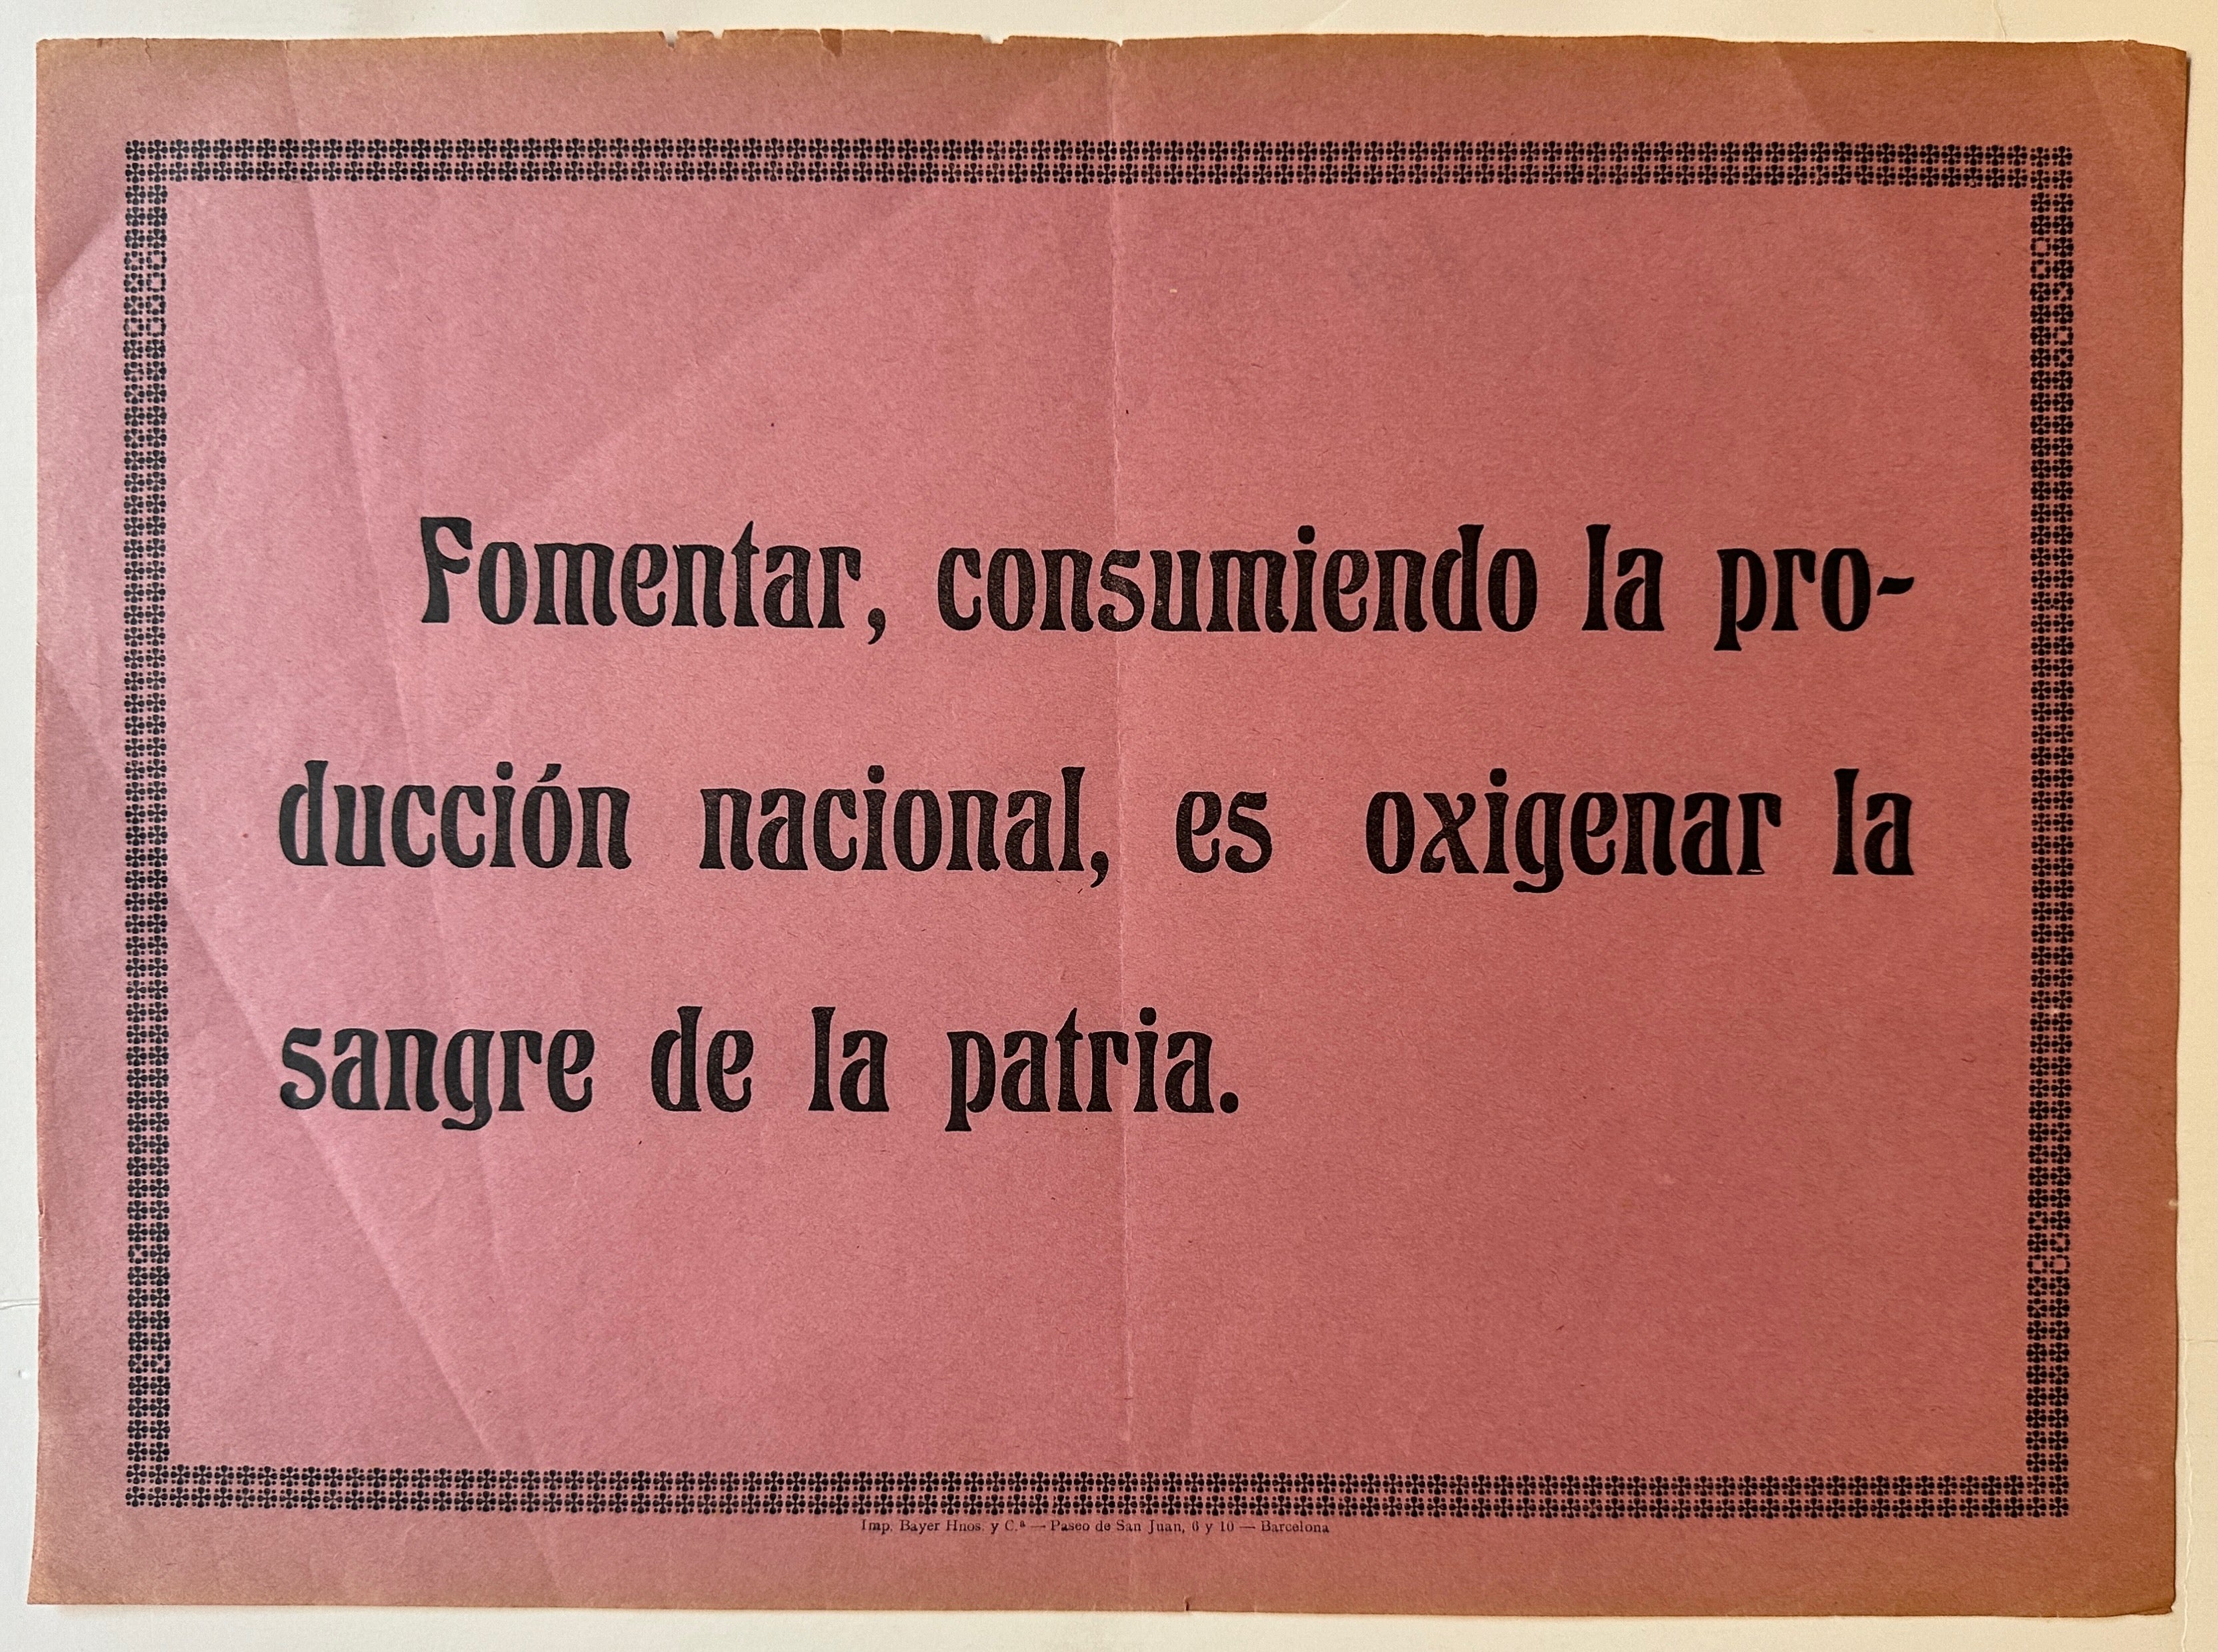 Fomentar, consumiendo la pro-
ducción nacional, es oxigenar la
sangre de la patria.
Imp. Bayer Hnos. y C.ª — Paseo de San Juan, 6 y 10 — Barcelona